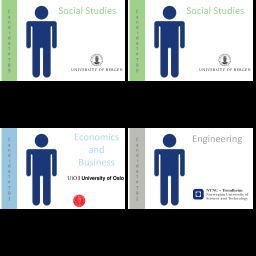 Social Studies
UNIVERSITY OF BERGEN
Social Studies
UNIVERSITY OF BERGEN
Economics
and
Business
UiO University of Oslo
Engineering
NTNU – Trondheim
Norwegian University of
Science and Technology